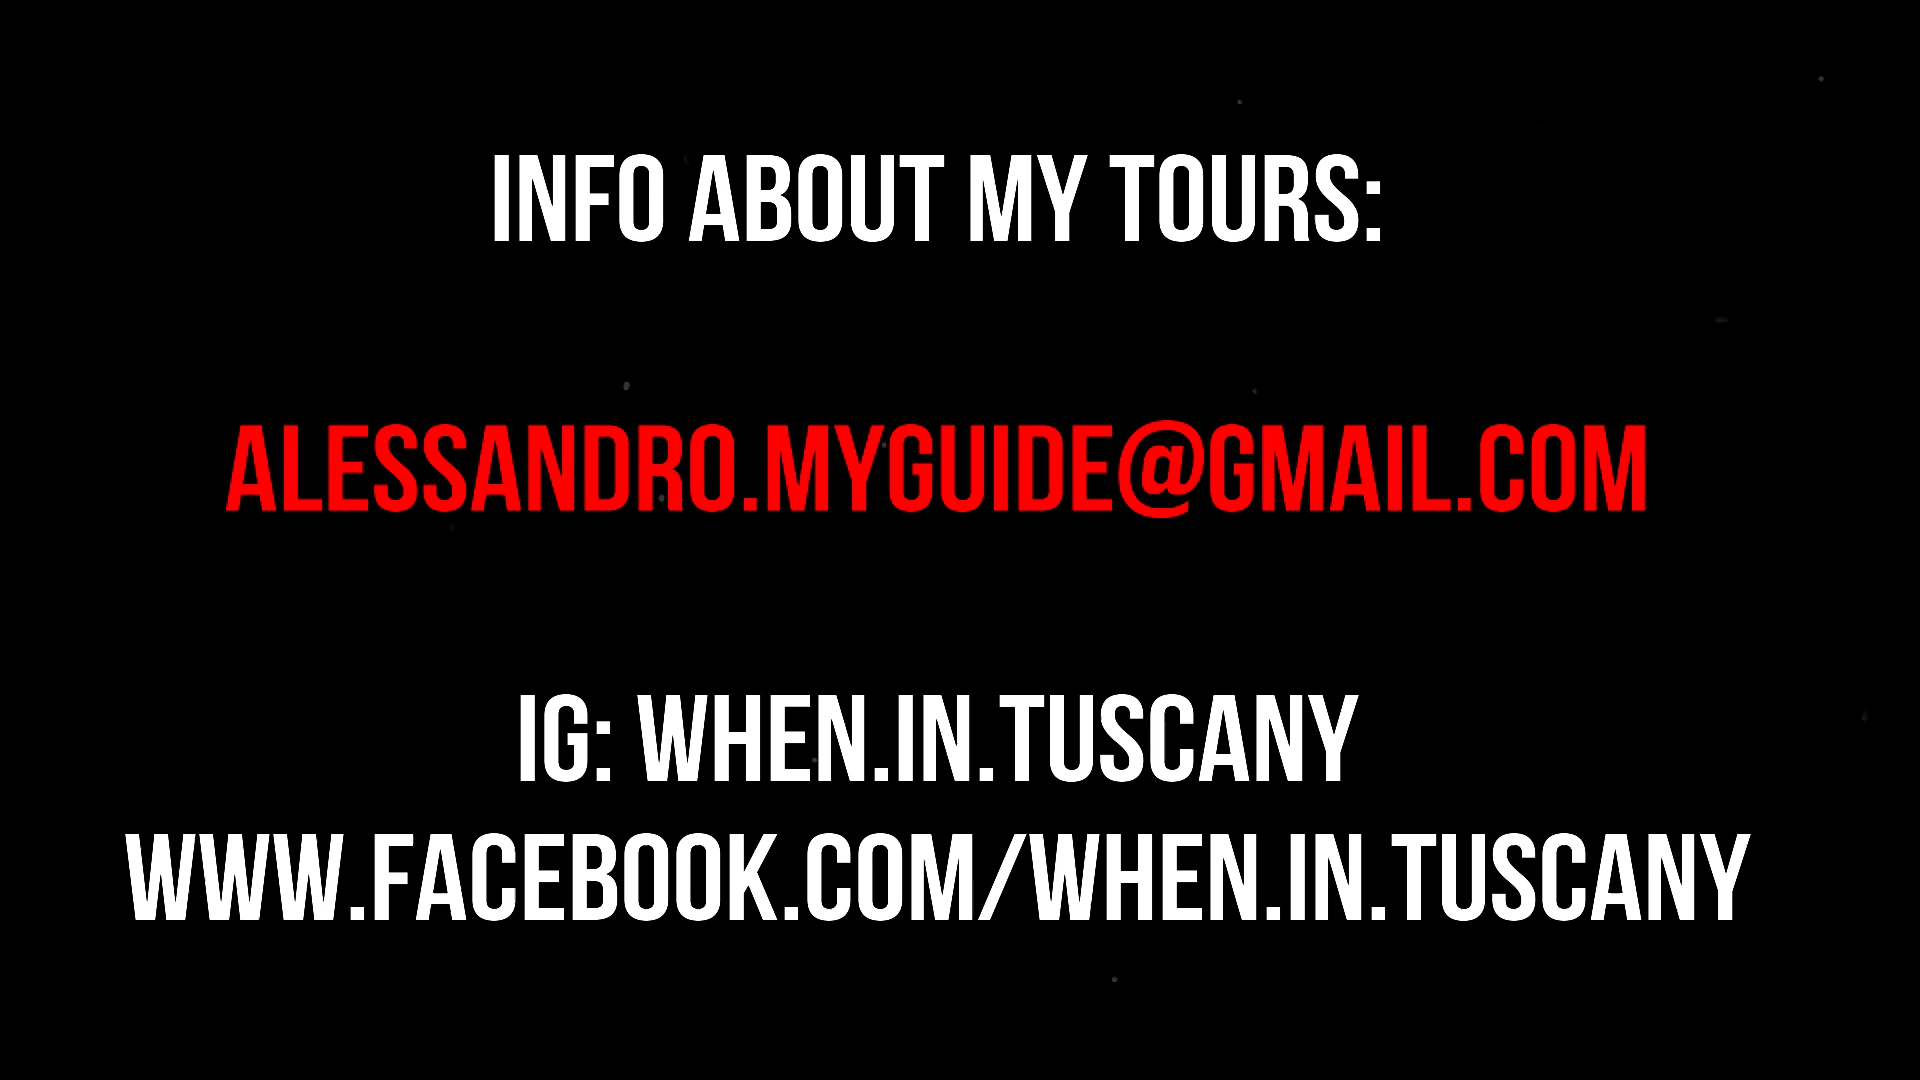 INFO ABOUT MY TOURS:
ALESSANDRO.MYGUIDE@GMAIL.COM
IG: WHEN.IN.TUSCANY
WWW.FACEBOOK.COM/WHEN.IN.TUSCANY